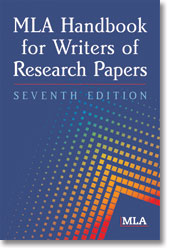 MLA Handbook
for Writers of
Research Papers
SEVENTH EDITION
MLA